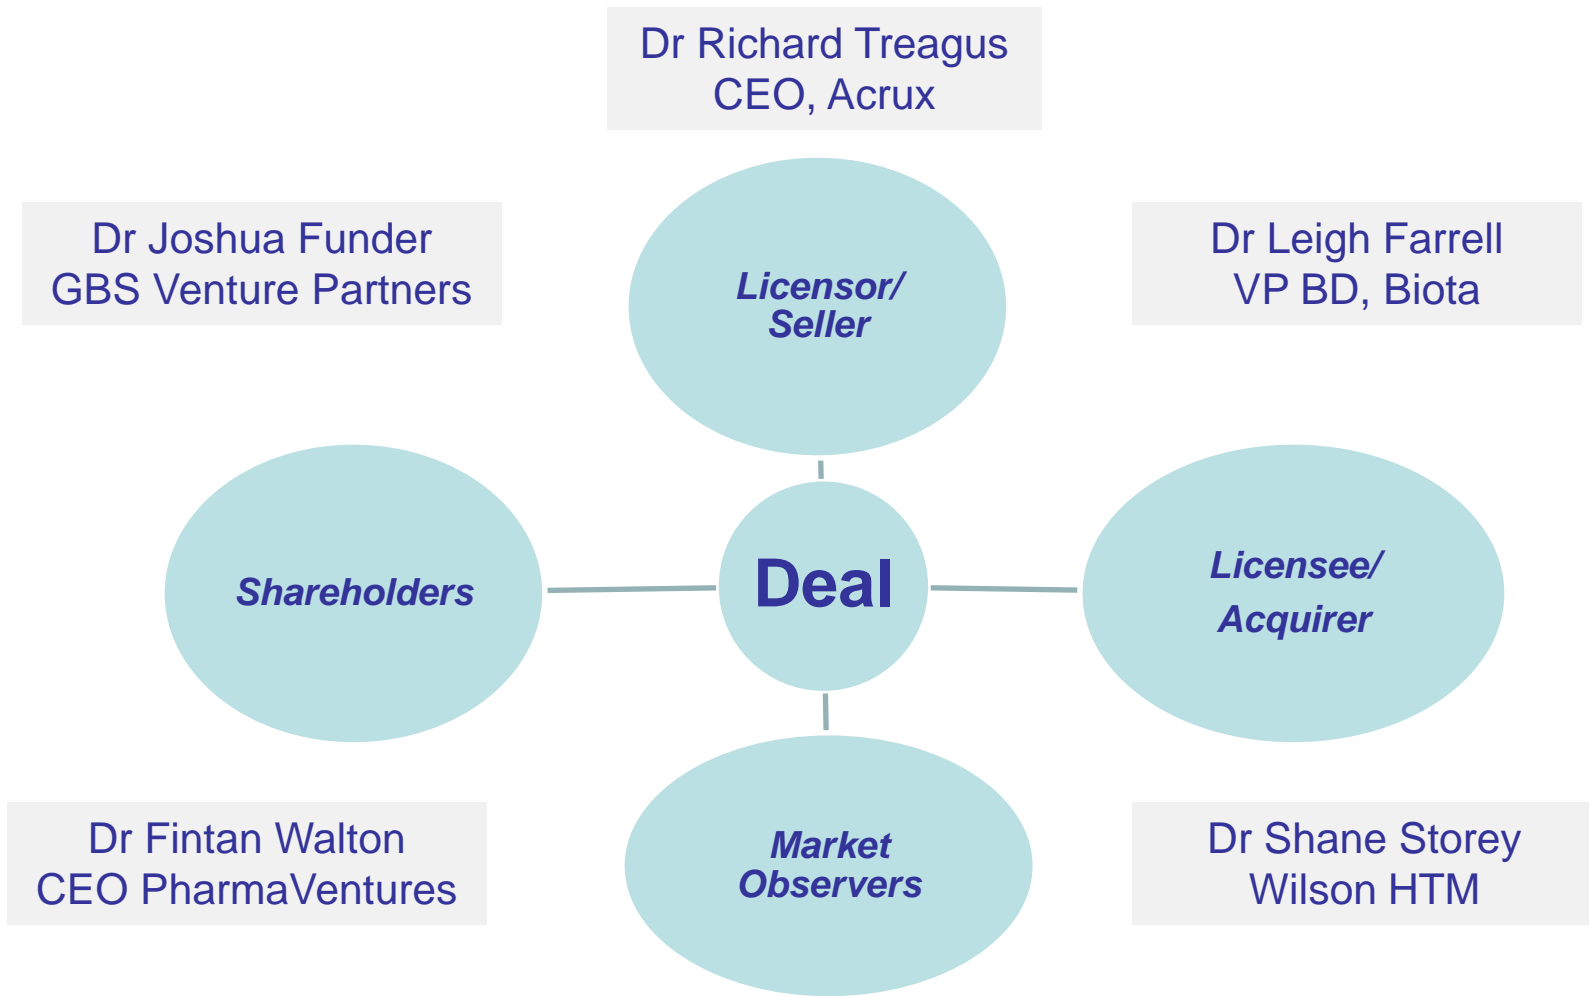 Dr Richard Treagus
CEO, Acrux
Dr Joshua Funder
GBS Venture Partners
Dr Leigh Farrell
VP BD, Biota
Licensor/
Seller
Shareholders
Deal
Licensee/
Acquirer
Market
Observers
Dr Fintan Walton
CEO PharmaVentures
Dr Shane Storey
Wilson HTM